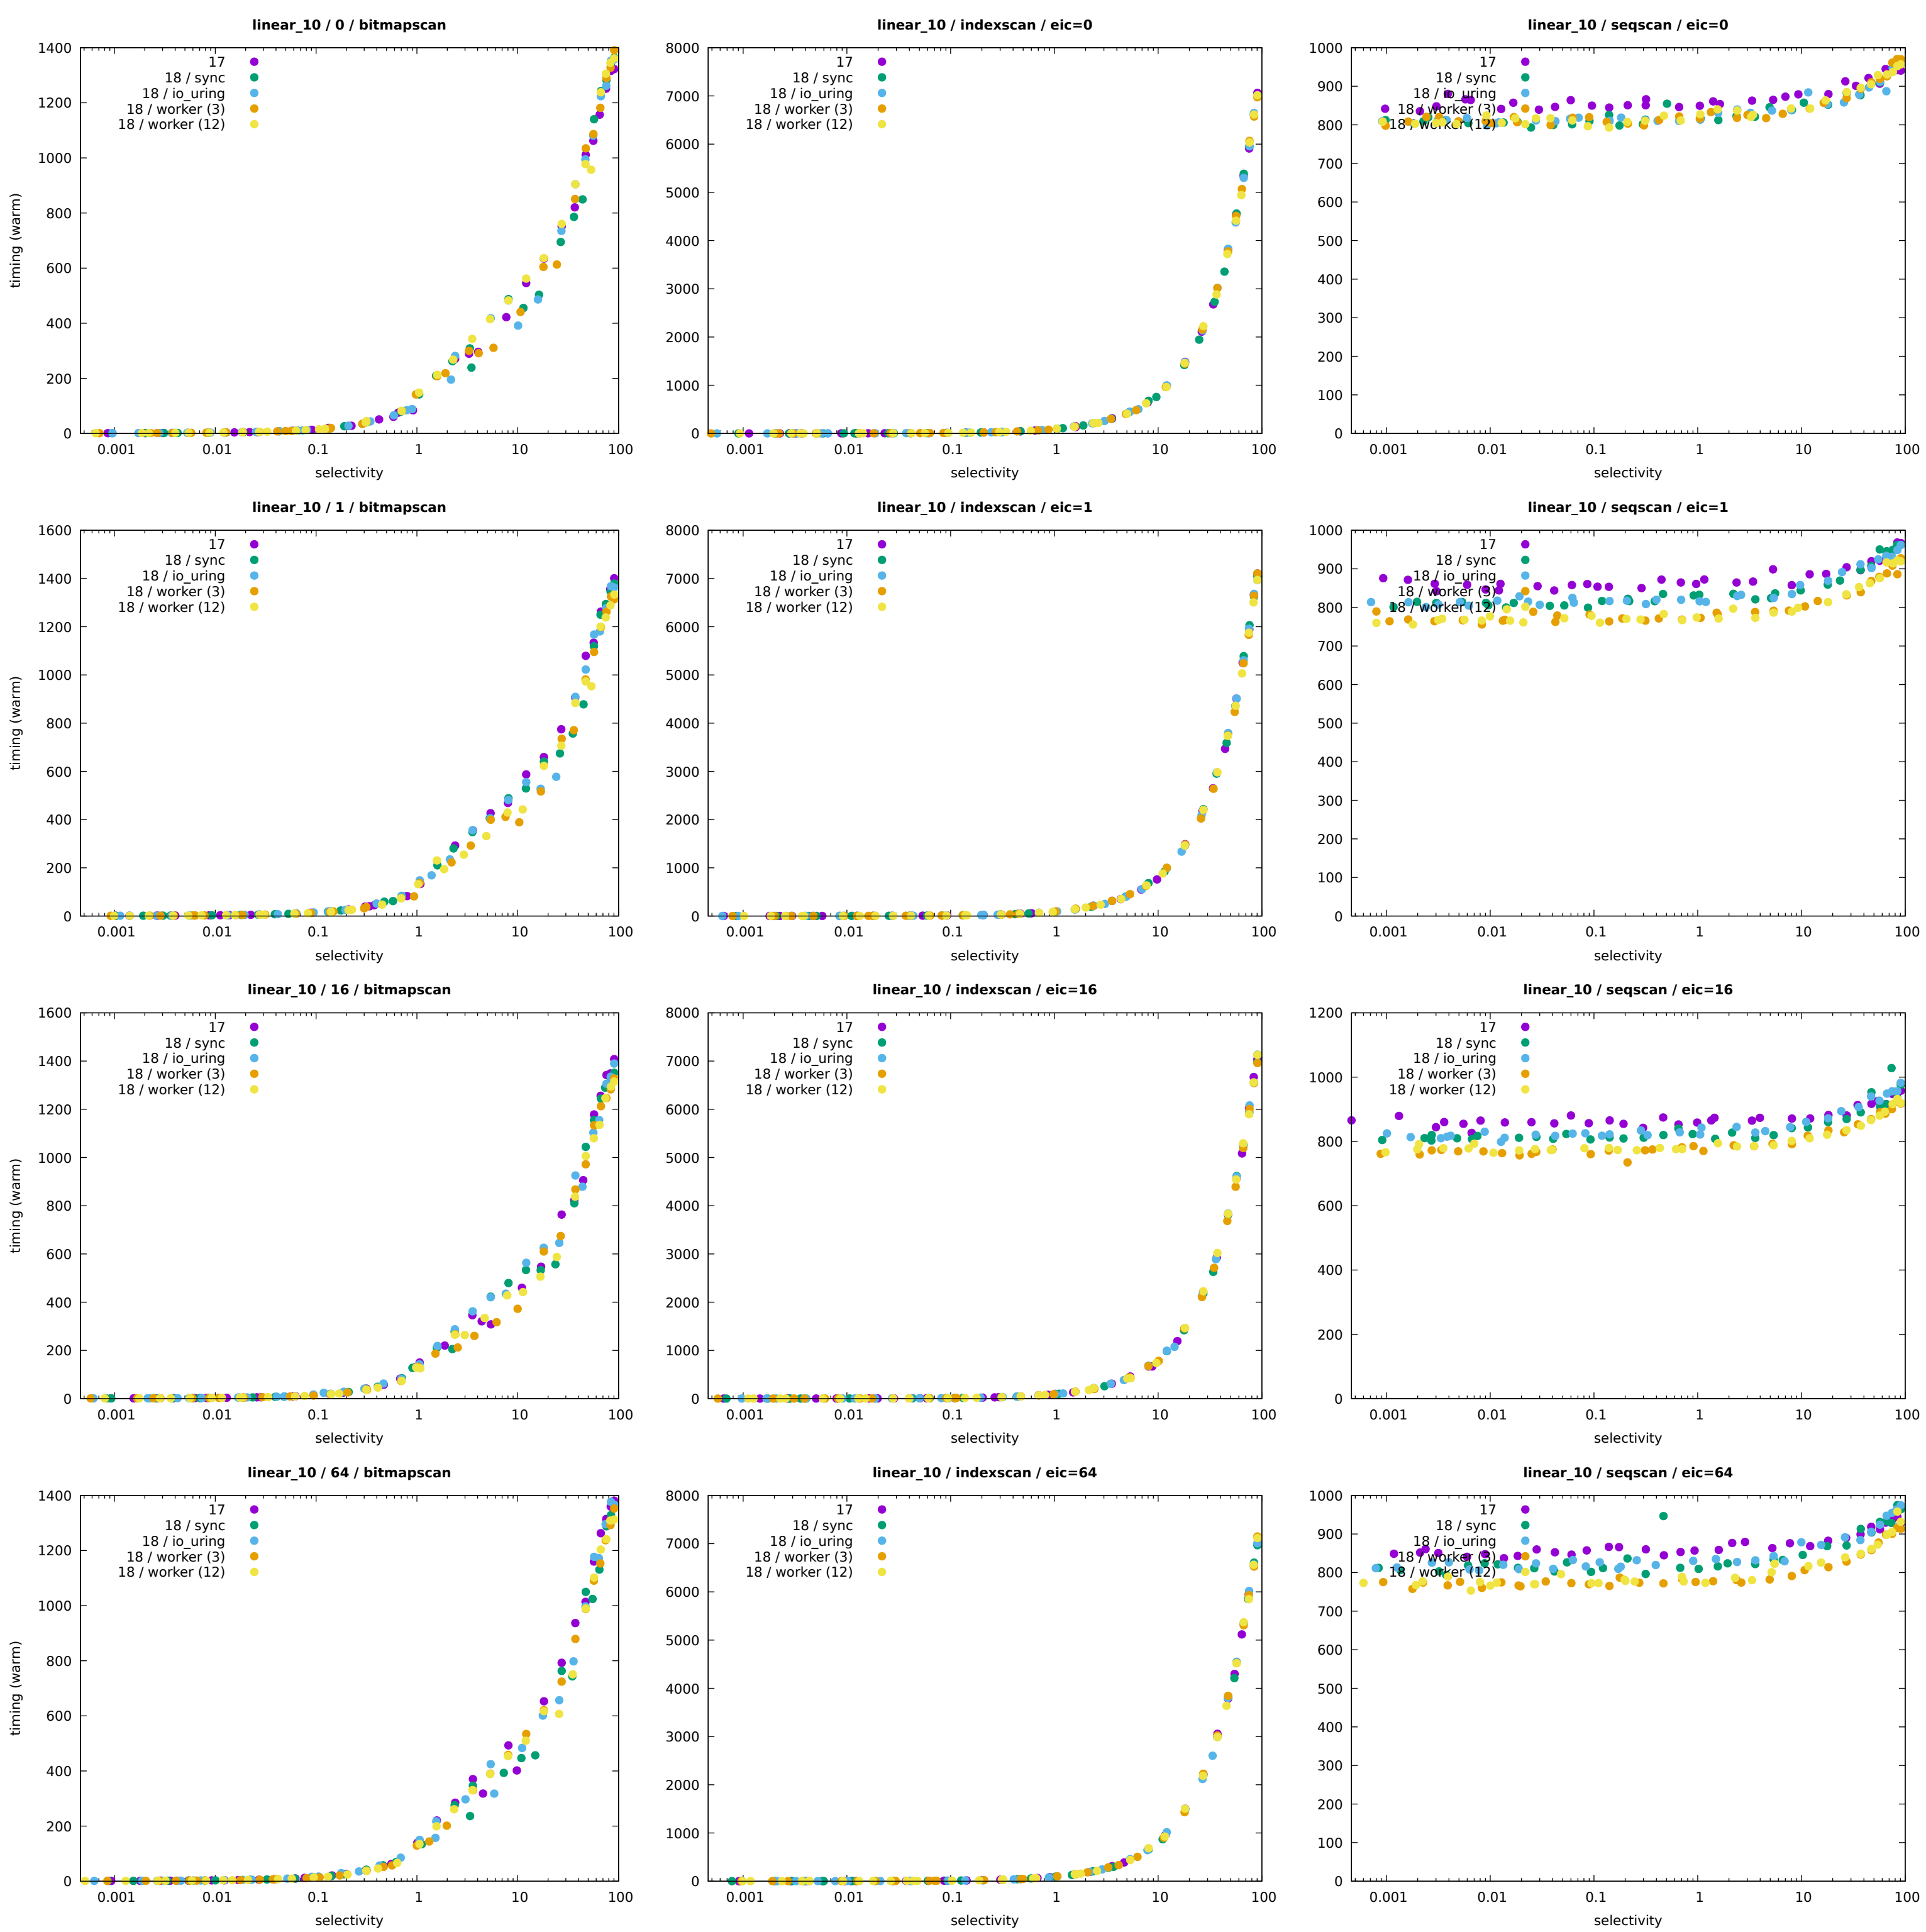 linear_10 / 0 / bitmapscan
1400
1200
1000
800
600
400
200
0
timing (warm)
17
18 / sync
18 / io_uring
18 / worker (3)
18 / worker (12)
0.001 0.01 0.1 1 10 100
selectivity
linear_10 / indexscan / eic=0
8000
7000
6000
5000
4000
3000
2000
1000
0
17
18 / sync
18 / io_uring
18 / worker (3)
18 / worker (12)
0.001 0.01 0.1 1 10 100
selectivity
linear_10 / seqscan / eic=0
1000
900
800
700
600
500
400
300
200
100
0
17
18 / sync
18 / io_uring
18 / worker (3)
18 / worker (12)
0.001 0.01 0.1 1 10 100
selectivity
linear_10 / 1 / bitmapscan
1600
1400
1200
1000
800
600
400
200
0
timing (warm)
17
18 / sync
18 / io_uring
18 / worker (3)
18 / worker (12)
0.001 0.01 0.1 1 10 100
selectivity
linear_10 / indexscan / eic=1
8000
7000
6000
5000
4000
3000
2000
1000
0
17
18 / sync
18 / io_uring
18 / worker (3)
18 / worker (12)
0.001 0.01 0.1 1 10 100
selectivity
linear_10 / seqscan / eic=1
1000
900
800
700
600
500
400
300
200
100
0
17
18 / sync
18 / io_uring
18 / worker (3)
18 / worker (12)
0.001 0.01 0.1 1 10 100
selectivity
linear_10 / 16 / bitmapscan
1600
1400
1200
1000
800
600
400
200
0
timing (warm)
17
18 / sync
18 / io_uring
18 / worker (3)
18 / worker (12)
0.001 0.01 0.1 1 10 100
selectivity
linear_10 / indexscan / eic=16
8000
7000
6000
5000
4000
3000
2000
1000
0
17
18 / sync
18 / io_uring
18 / worker (3)
18 / worker (12)
0.001 0.01 0.1 1 10 100
selectivity
linear_10 / seqscan / eic=16
1200
1000
800
600
400
200
0
17
18 / sync
18 / io_uring
18 / worker (3)
18 / worker (12)
0.001 0.01 0.1 1 10 100
selectivity
linear_10 / 64 / bitmapscan
1400
1200
1000
800
600
400
200
0
timing (warm)
17
18 / sync
18 / io_uring
18 / worker (3)
18 / worker (12)
0.001 0.01 0.1 1 10 100
selectivity
linear_10 / indexscan / eic=64
8000
7000
6000
5000
4000
3000
2000
1000
0
17
18 / sync
18 / io_uring
18 / worker (3)
18 / worker (12)
0.001 0.01 0.1 1 10 100
selectivity
linear_10 / seqscan / eic=64
1000
900
800
700
600
500
400
300
200
100
0
17
18 / sync
18 / io_uring
18 / worker (3)
18 / worker (12)
0.001 0.01 0.1 1 10 100
selectivity